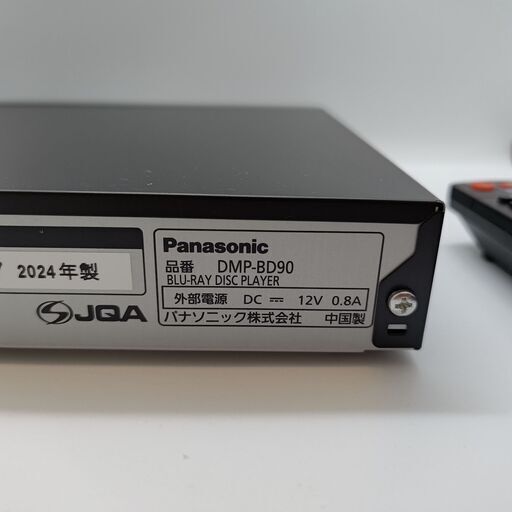 Panasonic
品番 DMP-BD90
BLU-RAY DISC PLAYER
外部電源 DC ⎓ 12V 0.8A
パナソニック株式会社 中国製
2024年製
JQA